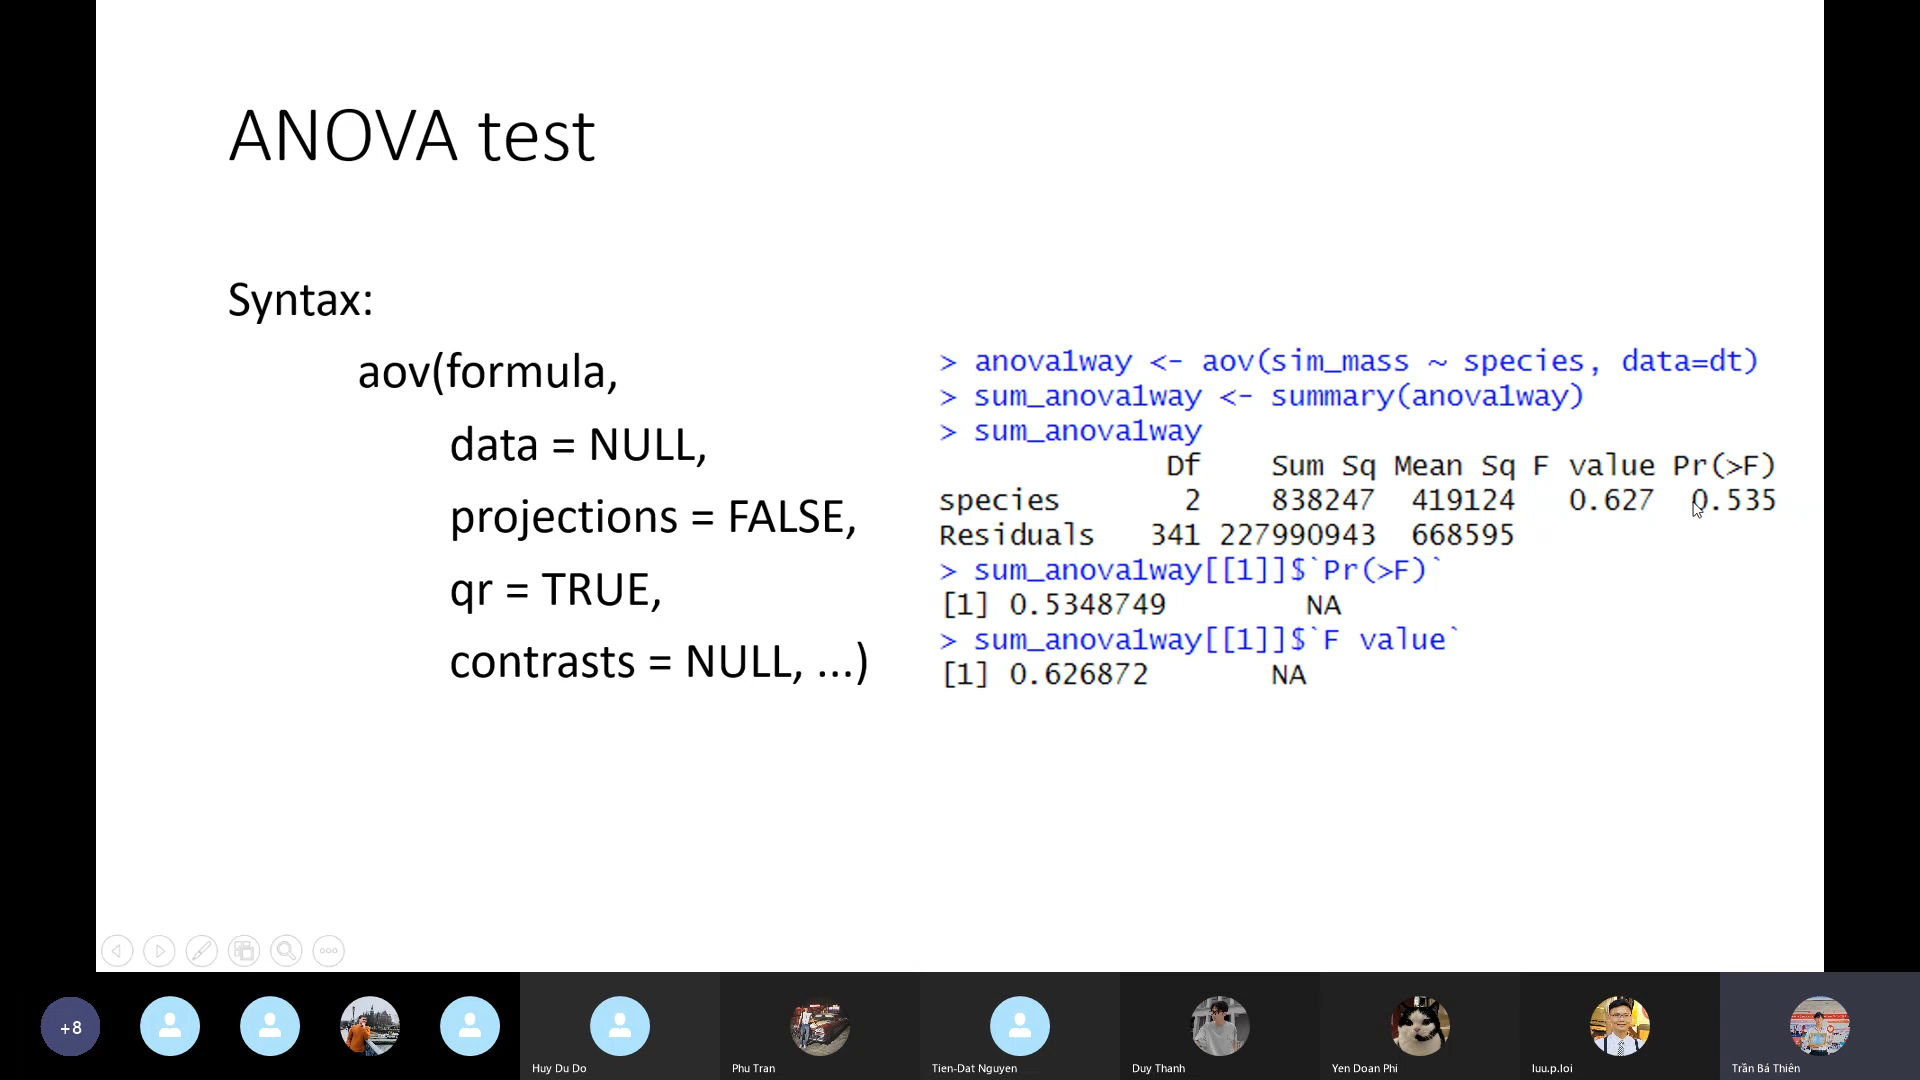 ANOVA test
Syntax:
aov(formula,
data = NULL,
projections = FALSE,
qr = TRUE,
contrasts = NULL, ...)
> anova1way <- aov(sim_mass ~ species, data=dt)
> sum_anova1way <- summary(anova1way)
> sum_anova1way
Df Sum Sq Mean Sq F value Pr(>F)
species 2 838247 419124 0.627 0.535
Residuals 341 227990943 668595
> sum_anova1way[[1]]$`Pr(>F)`
[1] 0.5348749 NA
> sum_anova1way[[1]]$`F value`
[1] 0.626872 NA
+8
Huy Du Do
Phu Tran
Tien-Dat Nguyen
Duy Thanh
Yen Doan Phi
luu.p.loi
Trần Bá Thiên